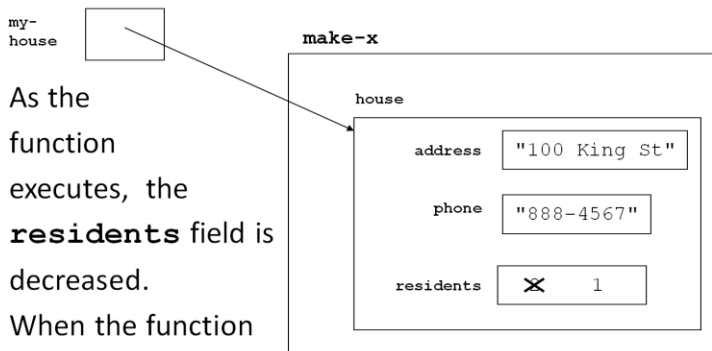 my-
house
make-x
As the
function
executes, the
residents field is
decreased.
When the function
house
address "100 King St"
phone "888-4567"
residents 1